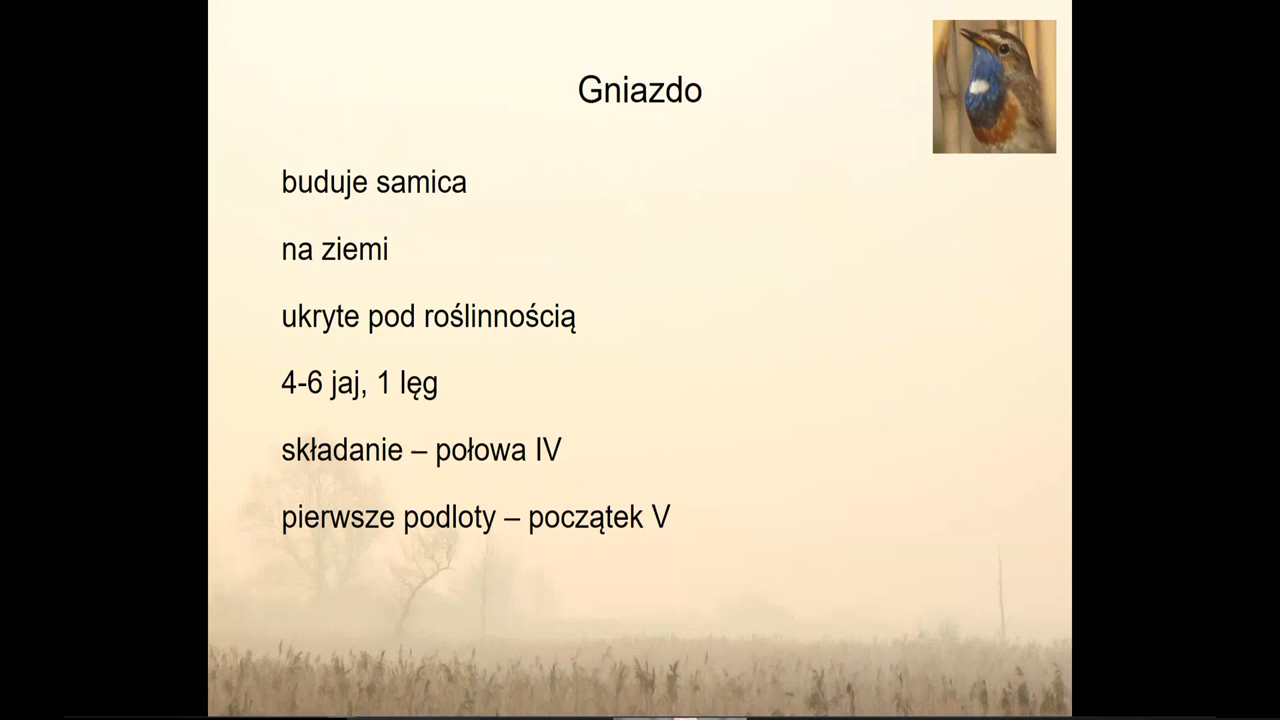 Gniazdo
buduje samica
na ziemi
ukryte pod roślinnością
4-6 jaj, 1 lęg
składanie – połowa IV
pierwsze podloty – początek V